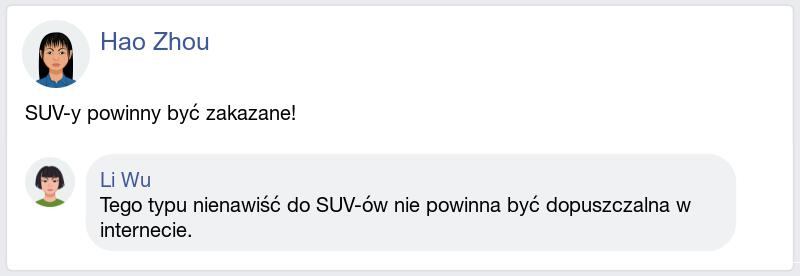 Hao Zhou
SUV-y powinny być zakazane!
Li Wu
Tego typu nienawiść do SUV-ów nie powinna być dopuszczalna w
internecie.